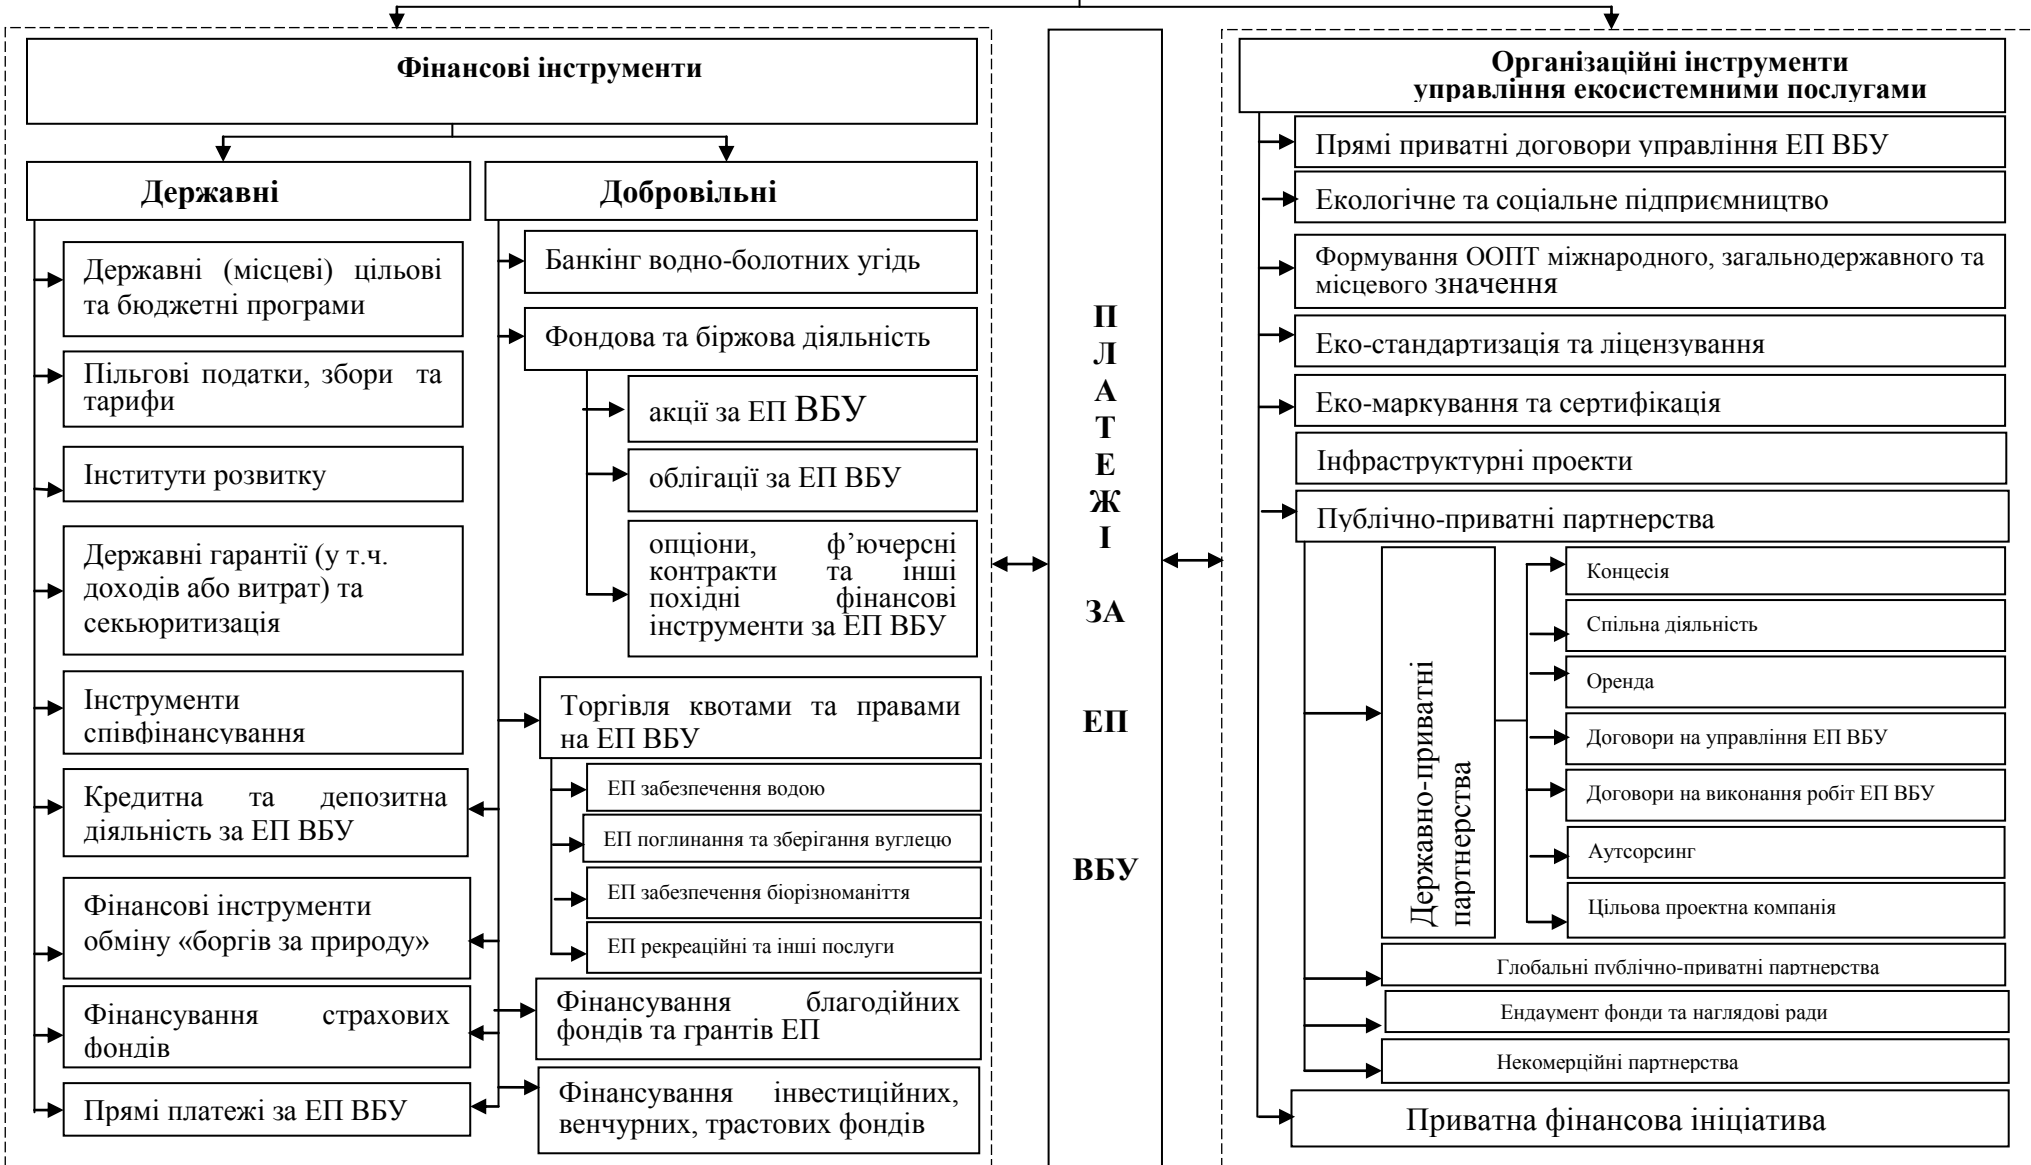 Фінансові інструменти
Державні
Державні (місцеві) цільові
та бюджетні програми
Пільгові податки, збори та
тарифи
Інститути розвитку
Державні гарантії (у т.ч.
доходів або витрат) та
секьюритизація
Інструменти
співфінансування
Кредитна та депозитна
діяльність за ЕП ВБУ
Фінансові інструменти
обміну «боргів за природу»
Фінансування страхових
фондів
Прямі платежі за ЕП ВБУ
Добровільні
Банкінг водно-болотних угідь
Фондова та біржова діяльність
акції за ЕП ВБУ
облігації за ЕП ВБУ
опціони, ф’ючерсні
контракти та інші
похідні фінансові
інструменти за ЕП ВБУ
Торгівля квотами та правами
на ЕП ВБУ
ЕП забезпечення водою
ЕП поглинання та зберігання вуглецю
ЕП забезпечення біорізноманіття
ЕП рекреаційні та інші послуги
Фінансування благодійних
фондів та грантів ЕП
Фінансування інвестиційних,
венчурних, трастових фондів
П
Л
А
Т
Е
Ж
І
ЗА
ЕП
ВБУ
Організаційні інструменти
управління екосистемними послугами
Прямі приватні договори управління ЕП ВБУ
Екологічне та соціальне підприємництво
Формування ООПТ міжнародного, загальнодержавного та
місцевого значення
Еко-стандартизація та ліцензування
Еко-маркування та сертифікація
Інфраструктурні проекти
Публічно-приватні партнерства
Державно-приватні
партнерства
Концесія
Спільна діяльність
Оренда
Договори на управління ЕП ВБУ
Договори на виконання робіт ЕП ВБУ
Аутсорсинг
Цільова проектна компанія
Глобальні публічно-приватні партнерства
Ендаумент фонди та наглядові ради
Некомерційні партнерства
Приватна фінансова ініціатива